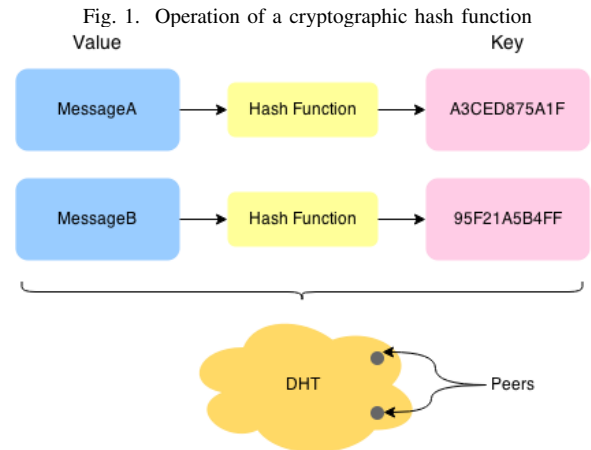 Fig. 1. Operation of a cryptographic hash function
Value Key
MessageA Hash Function A3CED875A1F
MessageB Hash Function 95F21A5B4FF
DHT Peers